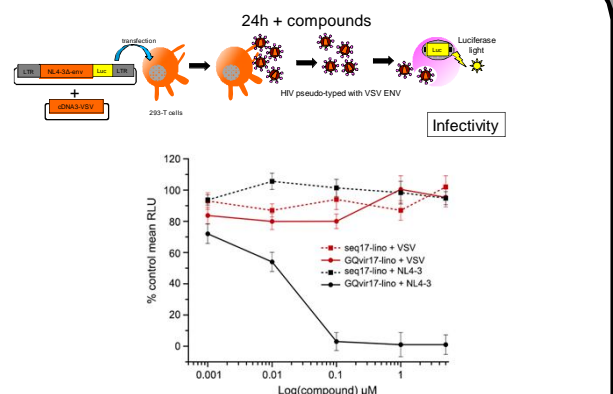 24h + compounds
transfection
Luciferase
light
LTR NL4-3Δ-env Luc LTR
Luc
+
cDNA3-VSV
293-T cells
HIV pseudo-typed with VSV ENV
Infectivity
120
100
80
60
40
20
0
% control mean RLU
seq17-lino + VSV
GQvir17-lino + VSV
seq17-lino + NL4-3
GQvir17-lino + NL4-3
0.001 0.01 0.1 1
Log(compound) µM